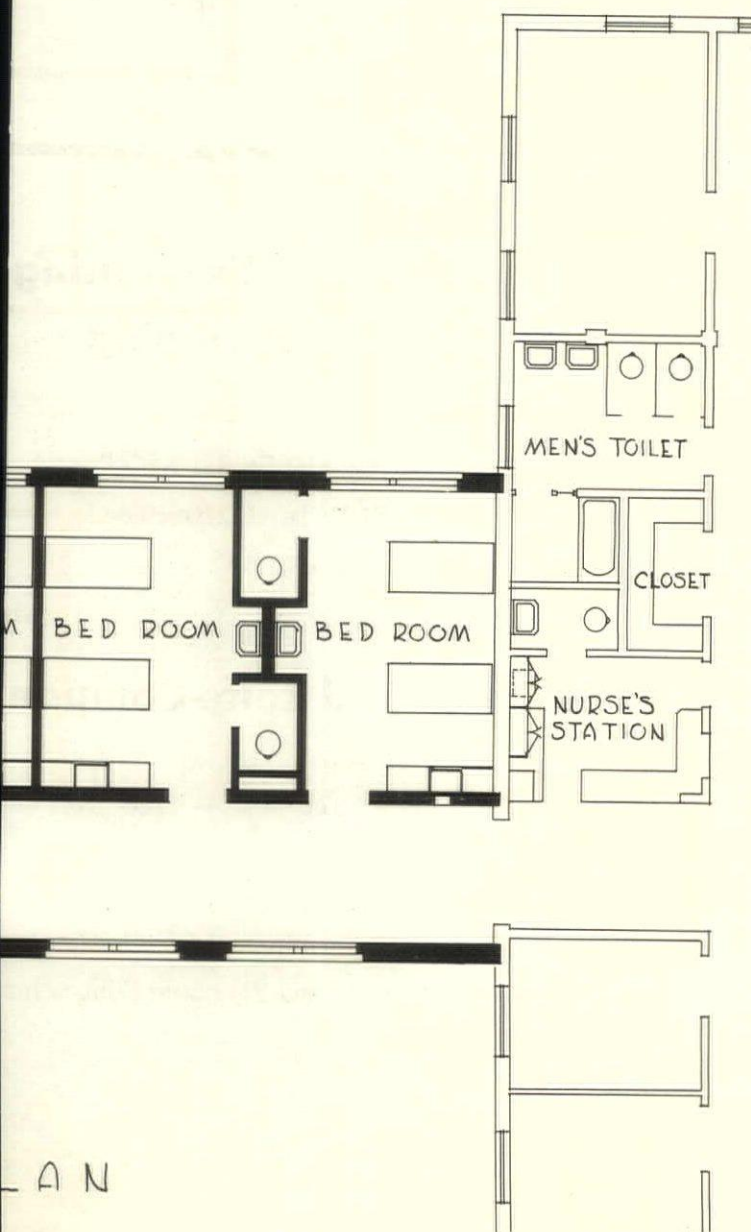 MEN'S TOILET
CLOSET
M
BED ROOM
BED ROOM
NURSE'S
STATION
LAN